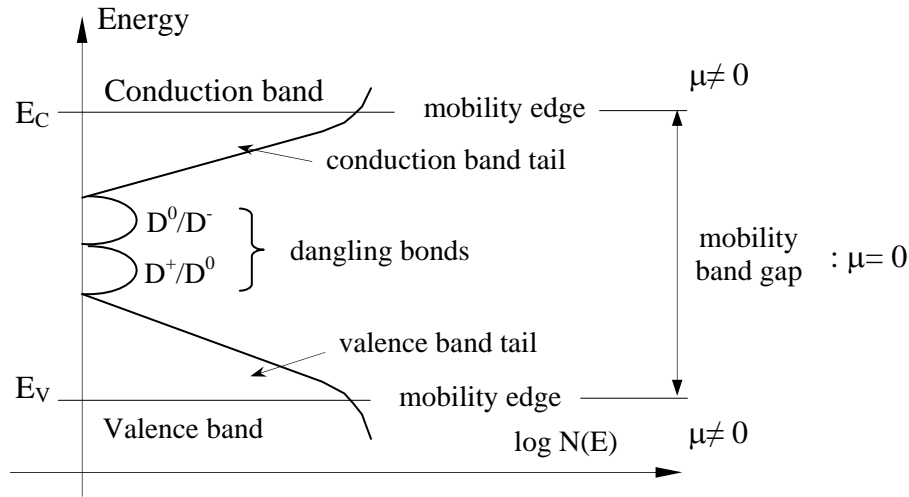 Energy
μ≠ 0
Conduction band
E_C
mobility edge
conduction band tail
D^0/D^-
dangling bonds
D^+/D^0
mobility
band gap
: μ= 0
valence band tail
E_V
mobility edge
Valence band
log N(E)
μ≠ 0